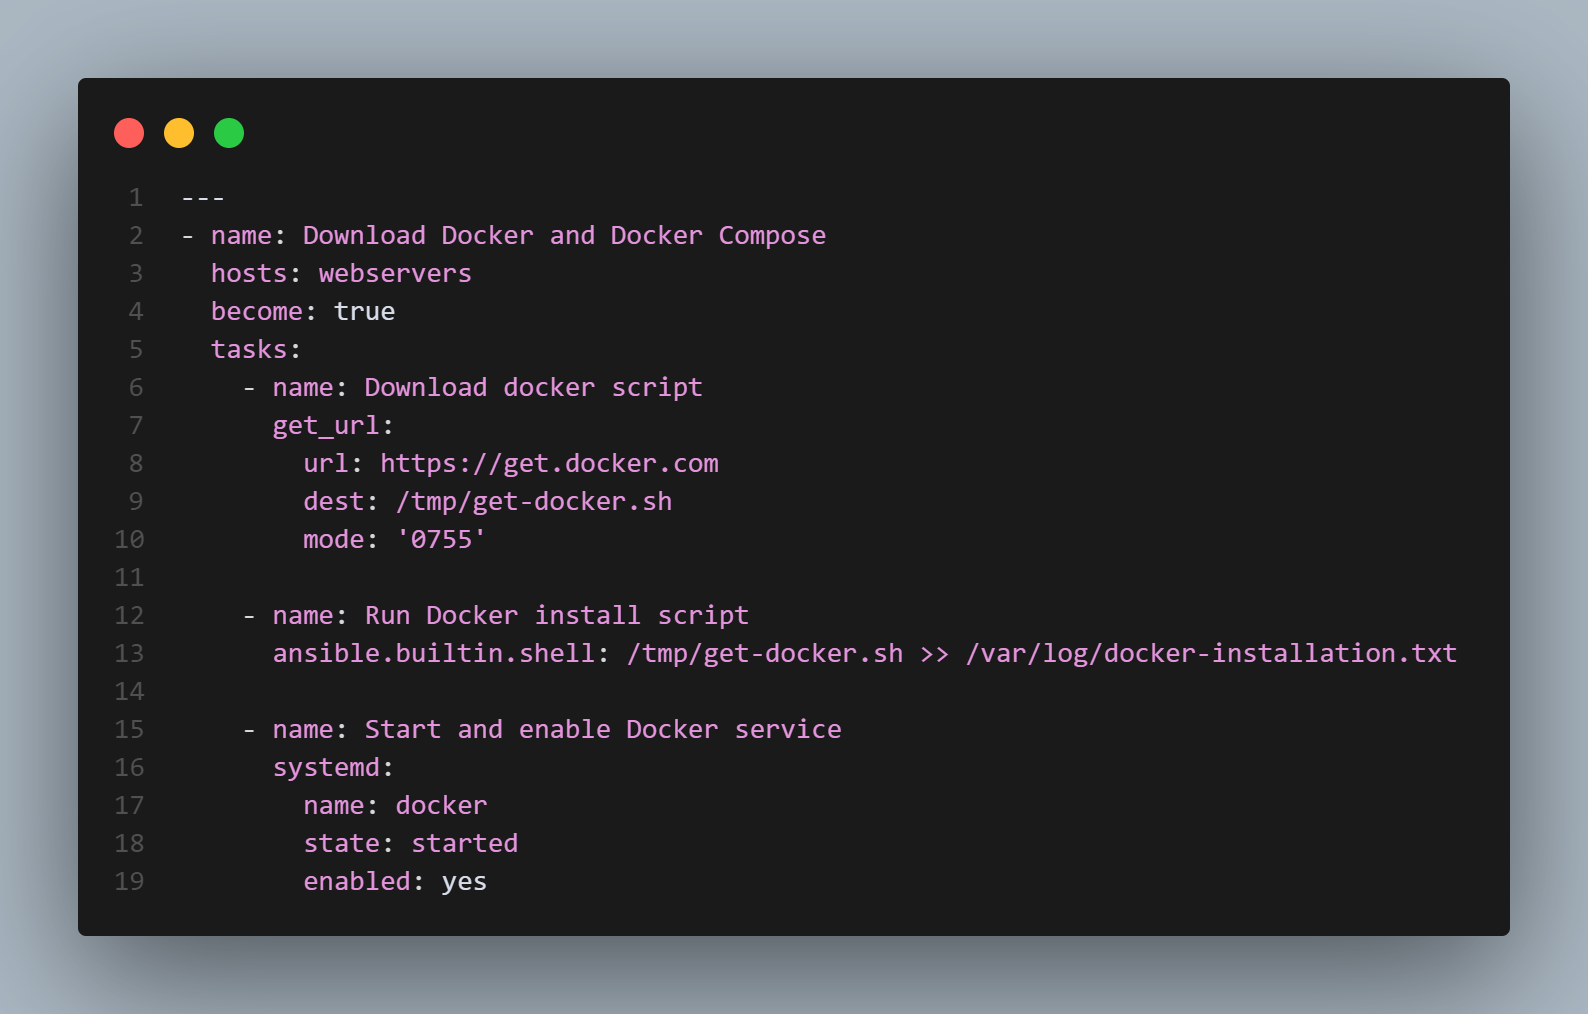 1 ---
2 - name: Download Docker and Docker Compose
3   hosts: webservers
4   become: true
5   tasks:
6     - name: Download docker script
7       get_url:
8         url: https://get.docker.com
9         dest: /tmp/get-docker.sh
10         mode: '0755'
11
12     - name: Run Docker install script
13       ansible.builtin.shell: /tmp/get-docker.sh >> /var/log/docker-installation.txt
14
15     - name: Start and enable Docker service
16       systemd:
17         name: docker
18         state: started
19         enabled: yes